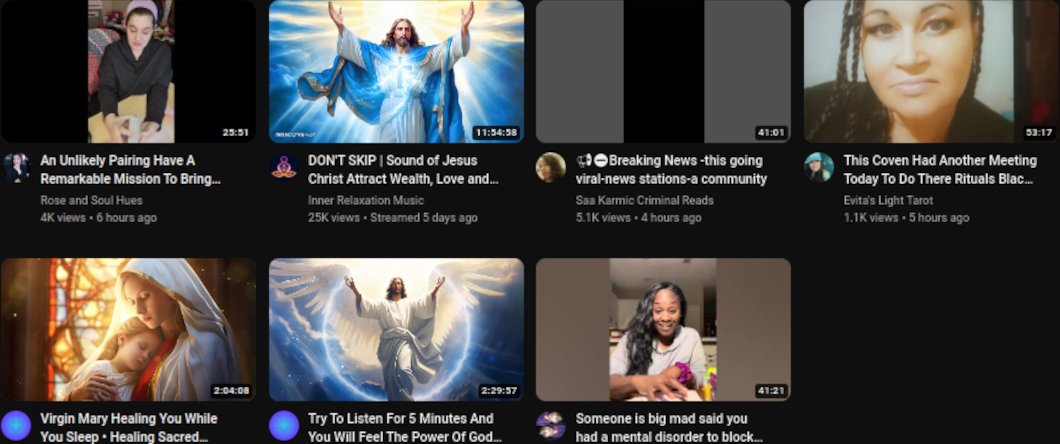 25:51
11:54:58
41:01
53:17
An Unlikely Pairing Have A
Remarkable Mission To Bring...
Rose and Soul Hues
4K views • 6 hours ago
DON'T SKIP | Sound of Jesus
Christ Attract Wealth, Love and...
Inner Relaxation Music
25K views • Streamed 5 days ago
📢⛔Breaking News -this going
viral-news stations-a community
Saa Karmic Criminal Reads
5.1K views • 4 hours ago
This Coven Had Another Meeting
Today To Do There Rituals Blac...
Evita's Light Tarot
1.1K views • 5 hours ago
2:04:08
2:29:57
41:21
Virgin Mary Healing You While
You Sleep • Healing Sacred...
Try To Listen For 5 Minutes And
You Will Feel The Power Of God...
Someone is big mad said you
had a mental disorder to block...